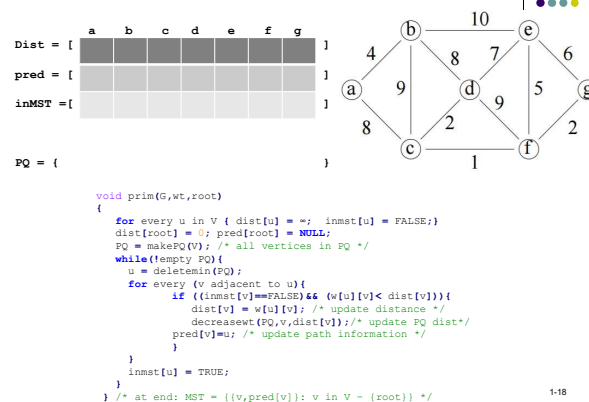 a b c d e f g
Dist = [ ]
pred = [ ]
inMST =[ ]
PQ = { }
10
b e
4 8 7 6
a 9 d 5 g
8 2 9 2
c f
1
void prim(G,wt,root)
{
for every u in V { dist[u] = ∞; inmst[u] = FALSE;}
dist[root] = 0; pred[root] = NULL;
PQ = makePQ(V); /* all vertices in PQ */
while(!empty PQ){
u = deletemin(PQ);
for every (v adjacent to u){
if ((inmst[v]==FALSE)&& (w[u][v]< dist[v])){
dist[v] = w[u][v]; /* update distance */
decreasewt(PQ,v,dist[v]);/* update PQ dist*/
pred[v]=u; /* update path information */
}
}
inmst[u] = TRUE;
}
} /* at end: MST = {{v,pred[v]}: v in V - {root}} */
1-18